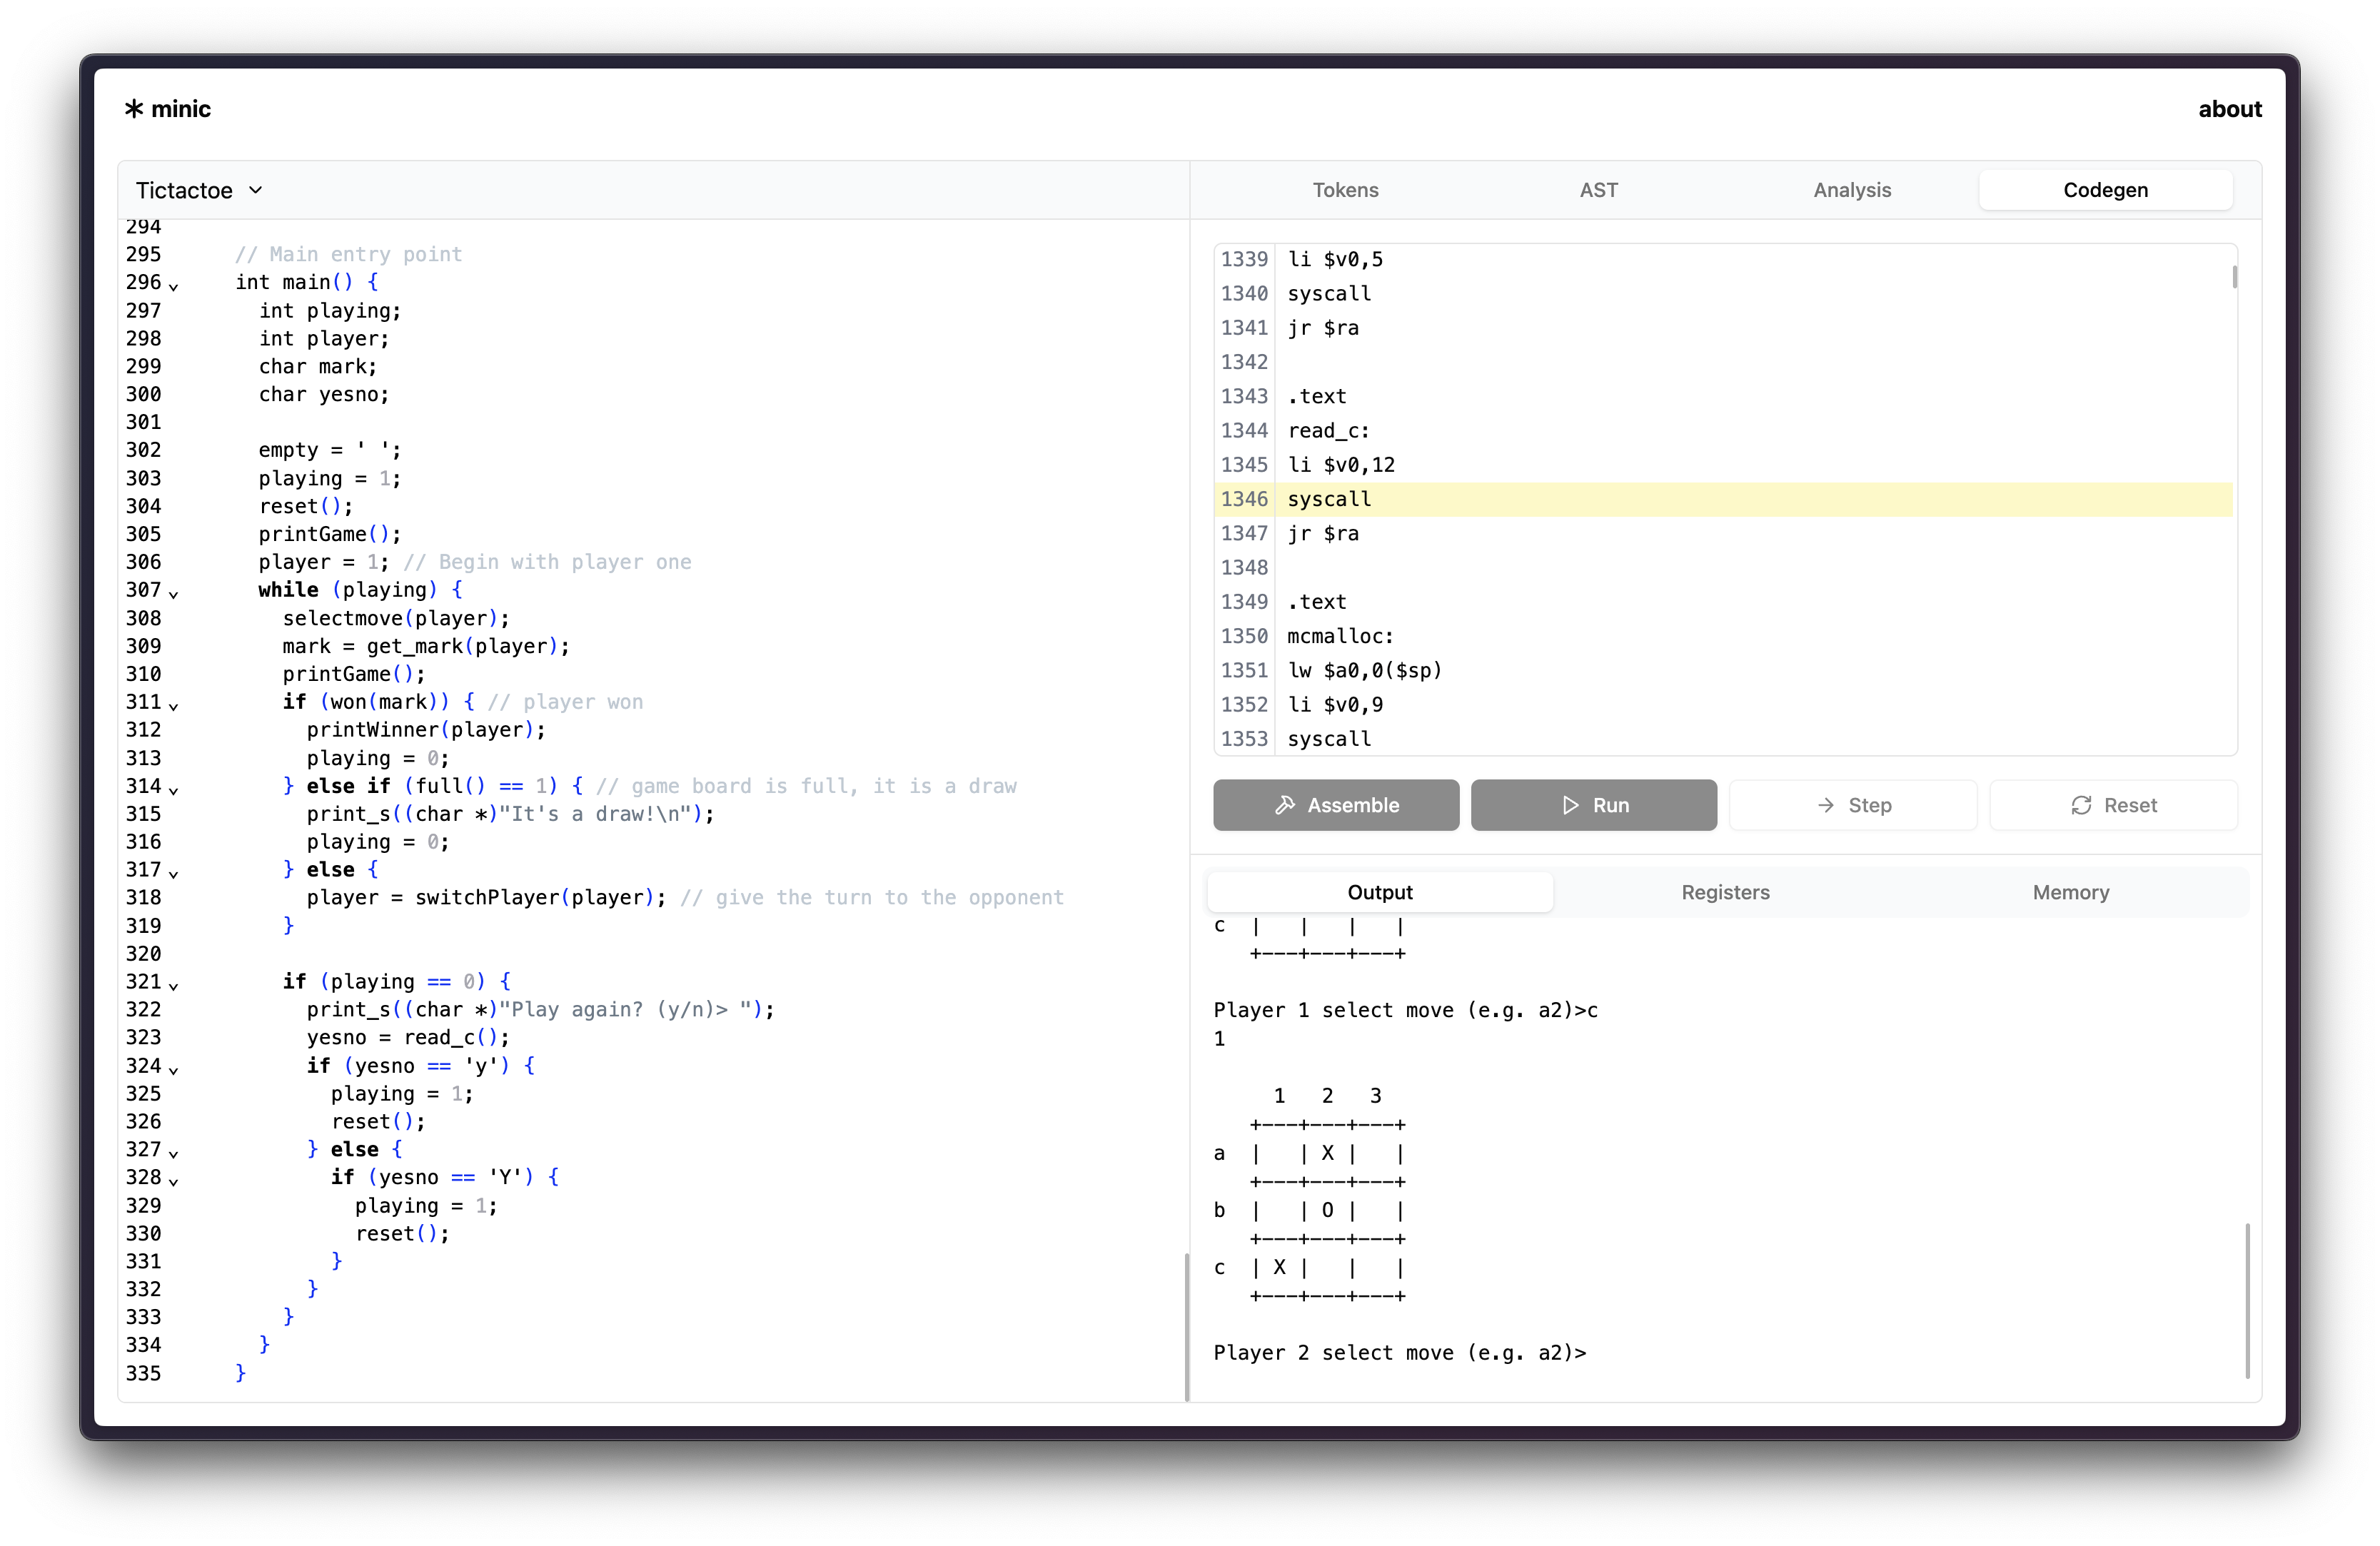 minic
about
Tictactoe
294
295 // Main entry point
296 int main() {
297 int playing;
298 int player;
299 char mark;
300 char yesno;
301
302 empty = ' ';
303 playing = 1;
304 reset();
305 printGame();
306 player = 1; // Begin with player one
307 while (playing) {
308 selectmove(player);
309 mark = get_mark(player);
310 printGame();
311 if (won(mark)) { // player won
312 printWinner(player);
313 playing = 0;
314 } else if (full() == 1) { // game board is full, it is a draw
315 print_s((char *)"It's a draw!\n");
316 playing = 0;
317 } else {
318 player = switchPlayer(player); // give the turn to the opponent
319 }
320
321 if (playing == 0) {
322 print_s((char *)"Play again? (y/n)> ");
323 yesno = read_c();
324 if (yesno == 'y') {
325 playing = 1;
326 reset();
327 } else {
328 if (yesno == 'Y') {
329 playing = 1;
330 reset();
331 }
332 }
333 }
334 }
335 }
Tokens AST Analysis Codegen
1339 li $v0,5
1340 syscall
1341 jr $ra
1342
1343 .text
1344 read_c:
1345 li $v0,12
1346 syscall
1347 jr $ra
1348
1349 .text
1350 mcmalloc:
1351 lw $a0,0($sp)
1352 li $v0,9
1353 syscall
Assemble Run Step Reset
Output Registers Memory
c | | | |
+---+---+---+
Player 1 select move (e.g. a2)>c
1
1 2 3
+---+---+---+
a | | X | |
+---+---+---+
b | | O | |
+---+---+---+
c | X | | |
+---+---+---+
Player 2 select move (e.g. a2)>